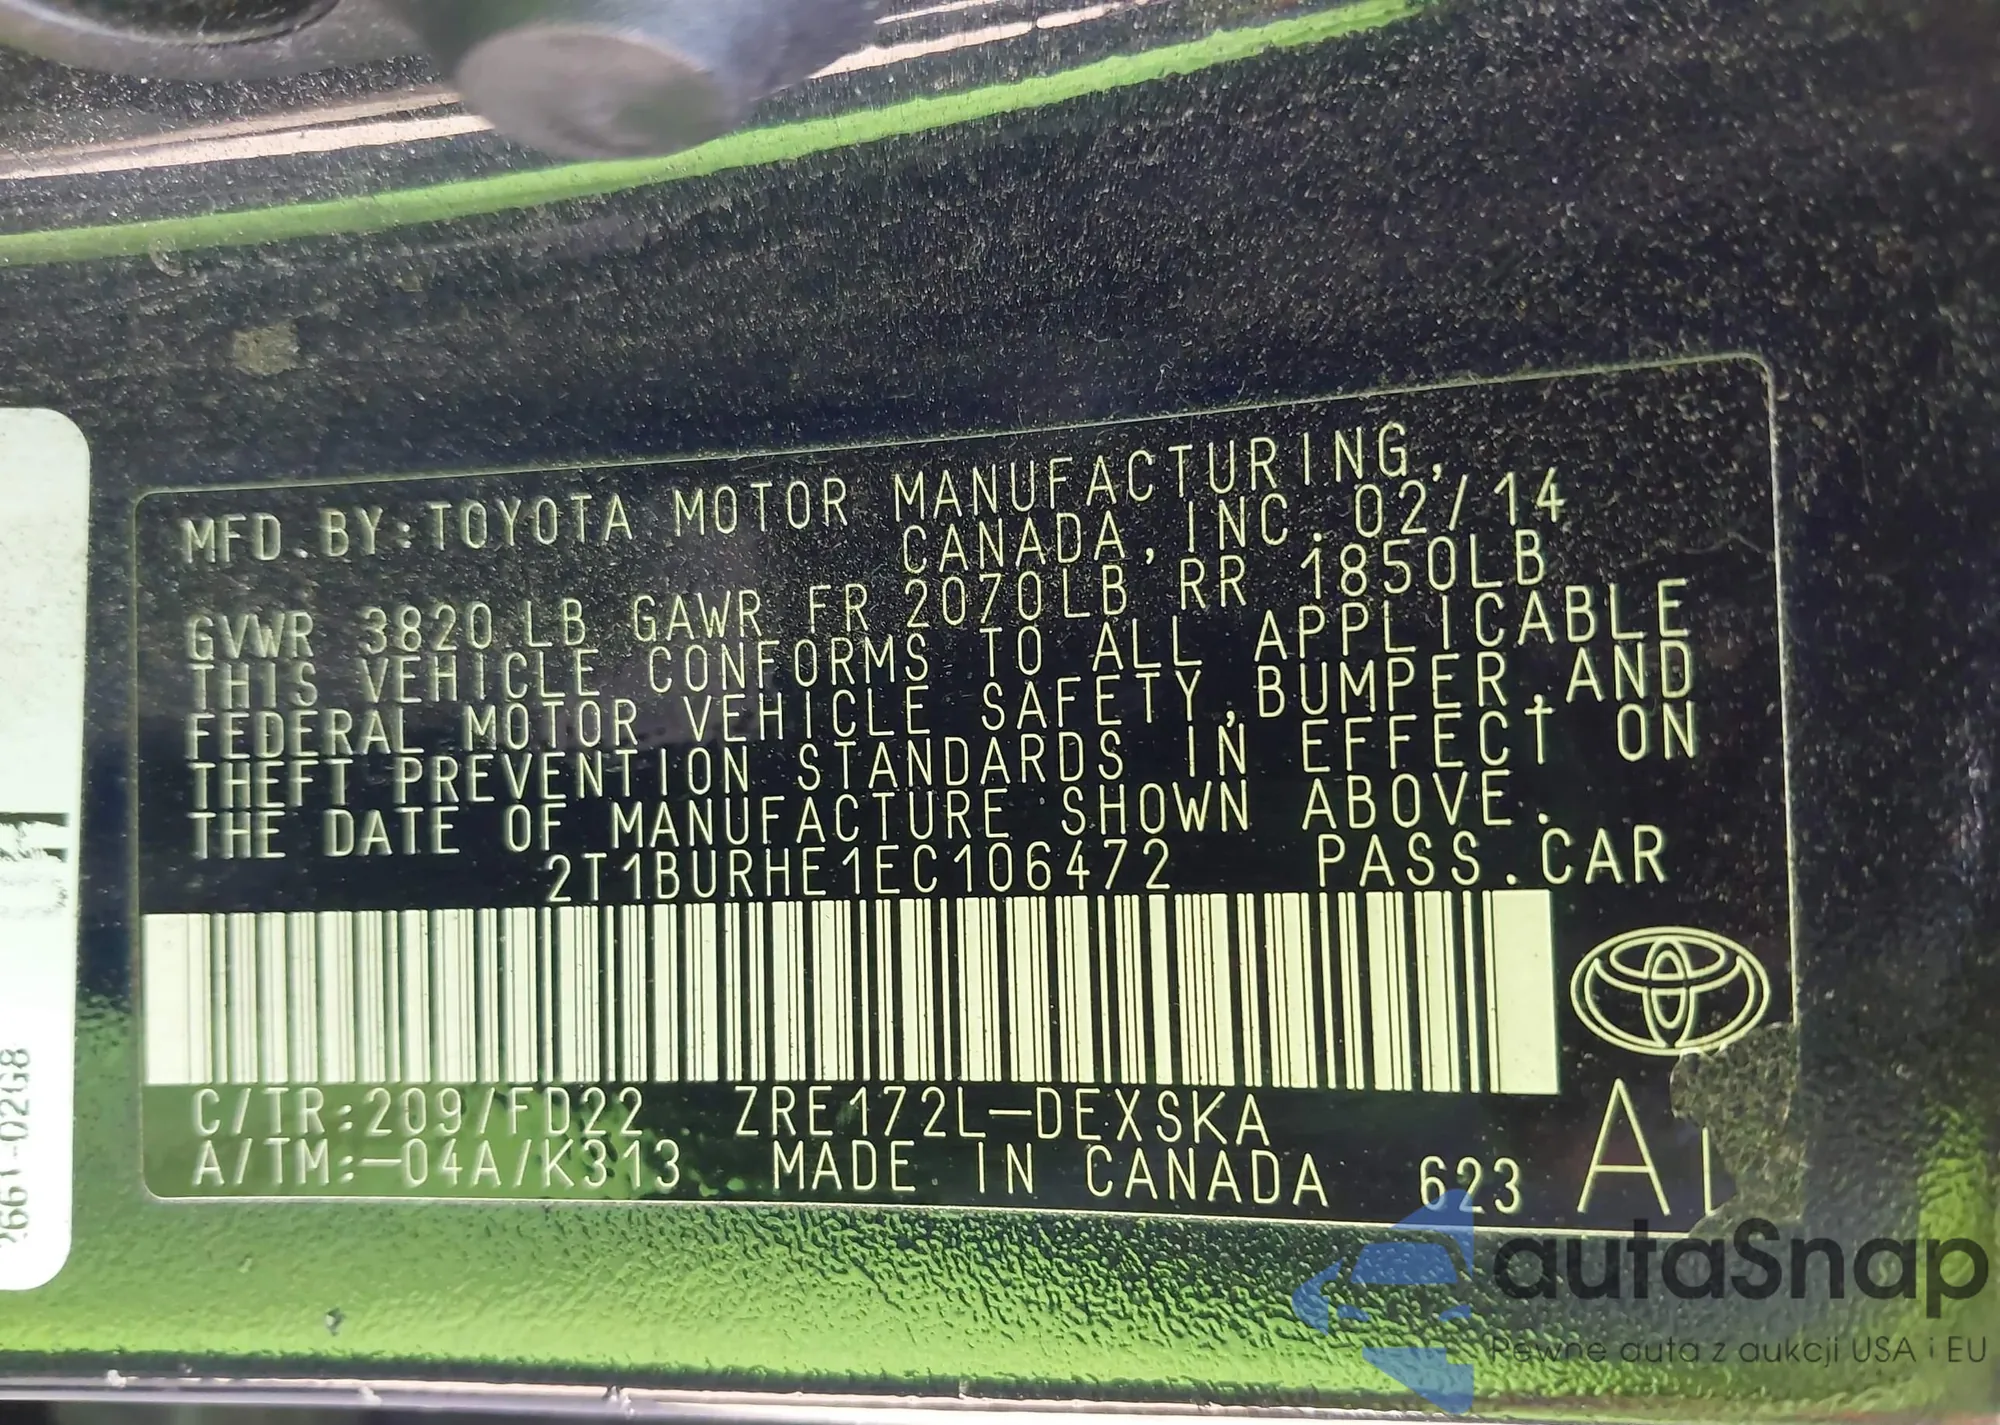 MFD.BY:TOYOTA MOTOR MANUFACTURING,
CANADA,INC.02/14
GVWR 3820 LB GAWR FR 2070LB RR 1850LB
THIS VEHICLE CONFORMS TO ALL APPLICABLE
FEDERAL MOTOR VEHICLE SAFETY,BUMPER,AND
THEFT PREVENTION STANDARDS IN EFFECT ON
THE DATE OF MANUFACTURE SHOWN ABOVE.
2T1BURHE1EC106472 PASS.CAR
C/TR:209/FD22 ZRE172L-DEXSKA
A/TM:-04A/K313 MADE IN CANADA 623
autaSnap
Pewne auta z aukcji USA i EU